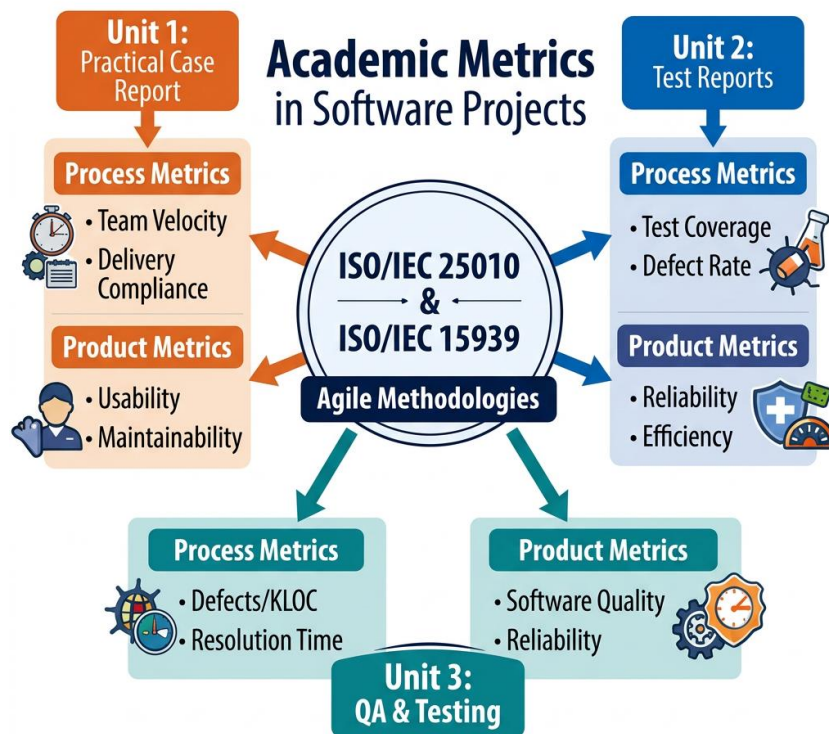 Unit 1:
Practical Case
Report
Academic Metrics
in Software Projects
Unit 2:
Test Reports
Process Metrics
• Team Velocity
• Delivery
Compliance
Product Metrics
• Usability
• Maintainability
ISO/IEC 25010
&
ISO/IEC 15939
Agile Methodologies
Process Metrics
• Test Coverage
• Defect Rate
Product Metrics
• Reliability
• Efficiency
Process Metrics
• Defects/KLOC
• Resolution Time
Product Metrics
• Software Quality
• Reliability
Unit 3:
QA & Testing